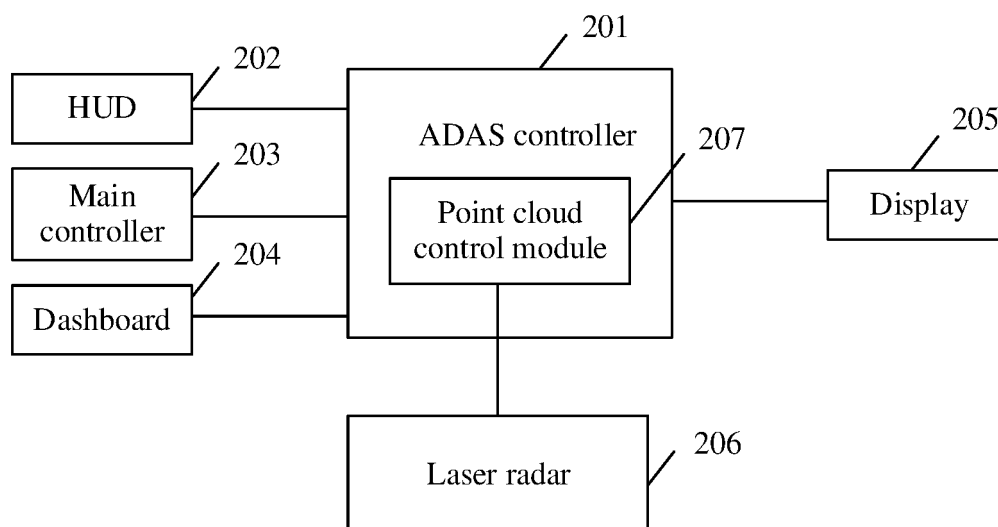 201
202
HUD
ADAS controller
207
205
203
Main
controller
Point cloud
control module
Display
204
Dashboard
206
Laser radar